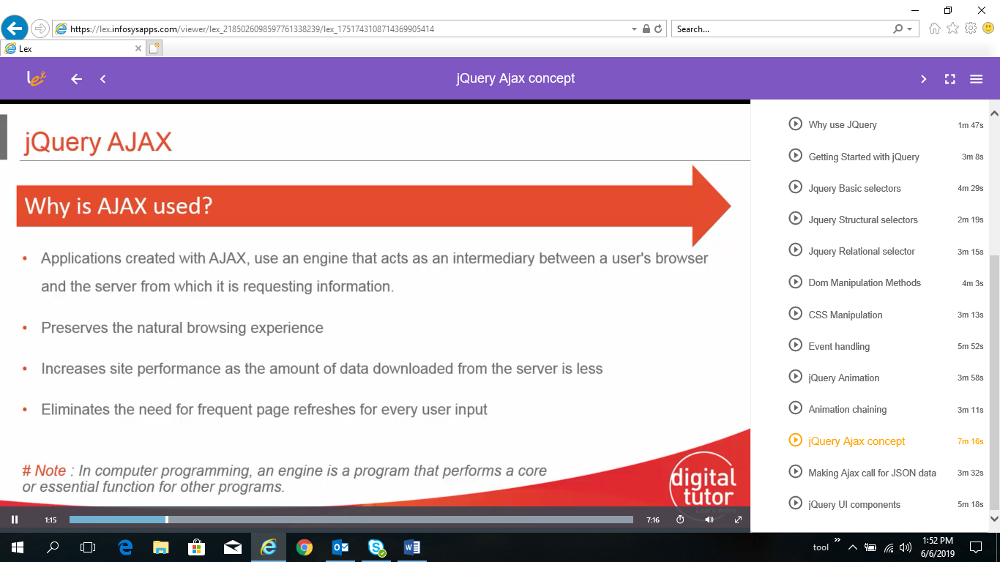 https://lex.infosysapps.com/viewer/lex_2185026098597761338239/lex_1751743108714369905414
Search...
Lex
lex
jQuery Ajax concept
jQuery AJAX
Why is AJAX used?
• Applications created with AJAX, use an engine that acts as an intermediary between a user's browser
and the server from which it is requesting information.
• Preserves the natural browsing experience
• Increases site performance as the amount of data downloaded from the server is less
• Eliminates the need for frequent page refreshes for every user input
# Note : In computer programming, an engine is a program that performs a core
or essential function for other programs.
digital
tutor
Learn more
1:15
7:16
Why use JQuery 1m 47s
Getting Started with jQuery 3m 8s
Jquery Basic selectors 4m 29s
Jquery Structural selectors 2m 19s
Jquery Relational selector 3m 15s
Dom Manipulation Methods 4m 3s
CSS Manipulation 3m 13s
Event handling 5m 52s
jQuery Animation 3m 58s
Animation chaining 3m 11s
jQuery Ajax concept 7m 16s
Making Ajax call for JSON data 3m 32s
jQuery UI components 5m 18s
tool
1:52 PM
6/6/2019